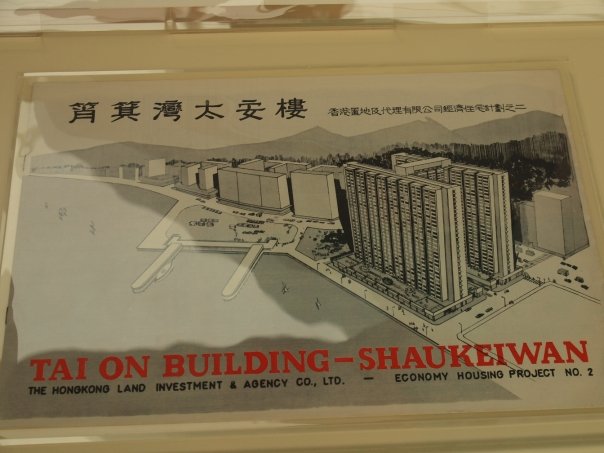 筲箕灣太安樓
香港置地及代理有限公司經濟住宅計劃之二
TAI ON BUILDING — SHAUKEIWAN
THE HONGKONG LAND INVESTMENT & AGENCY CO., LTD. — ECONOMY HOUSING PROJECT NO. 2